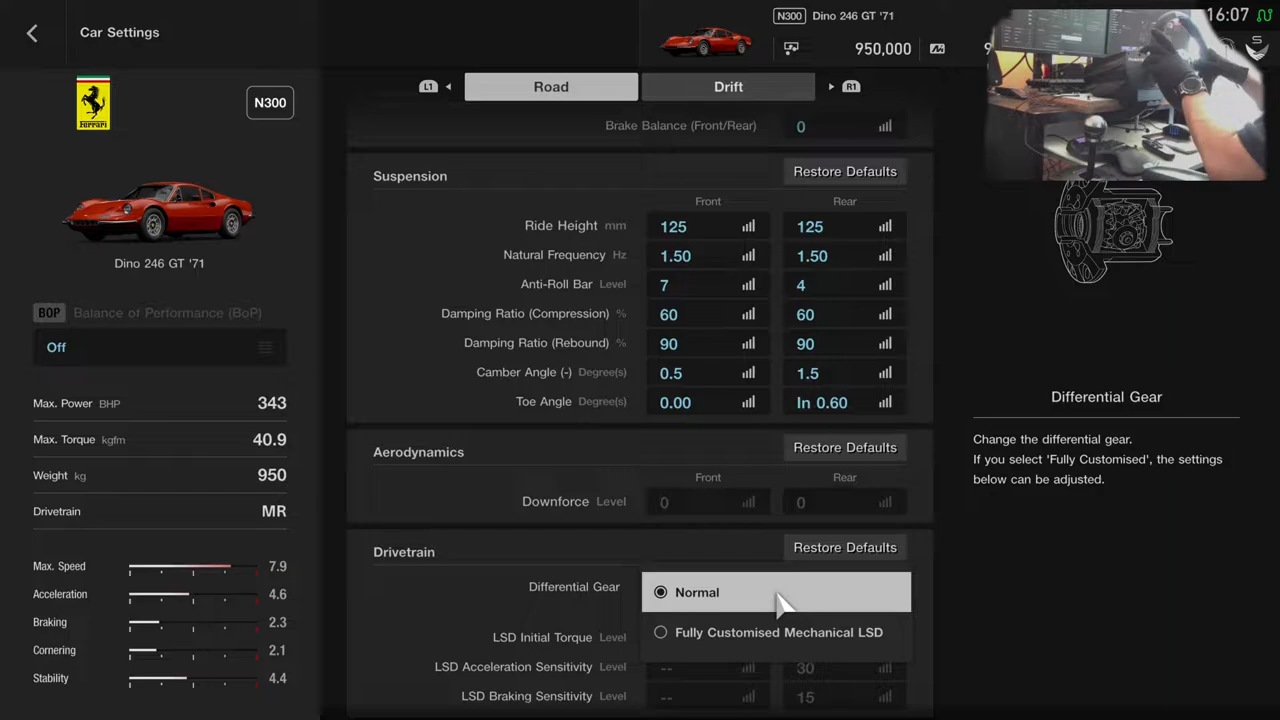 Car Settings
N300 Dino 246 GT '71
950,000
16:07
S
Ferrari
N300
Dino 246 GT '71
BOP Balance of Performance (BoP)
Off
Max. Power BHP 343
Max. Torque kgfm 40.9
Weight kg 950
Drivetrain MR
Max. Speed 7.9
Acceleration 4.6
Braking 2.3
Cornering 2.1
Stability 4.4
L1 Road Drift R1
Brake Balance (Front/Rear) 0
Suspension Restore Defaults
Front Rear
Ride Height mm 125 125
Natural Frequency Hz 1.50 1.50
Anti-Roll Bar Level 7 4
Damping Ratio (Compression) % 60 60
Damping Ratio (Rebound) % 90 90
Camber Angle (-) Degree(s) 0.5 1.5
Toe Angle Degree(s) 0.00 In 0.60
Aerodynamics Restore Defaults
Front Rear
Downforce Level 0 0
Drivetrain Restore Defaults
Differential Gear Normal
Fully Customised Mechanical LSD
LSD Initial Torque Level
LSD Acceleration Sensitivity Level -- 30
LSD Braking Sensitivity Level -- 15
Differential Gear
Change the differential gear.
If you select 'Fully Customised', the settings
below can be adjusted.